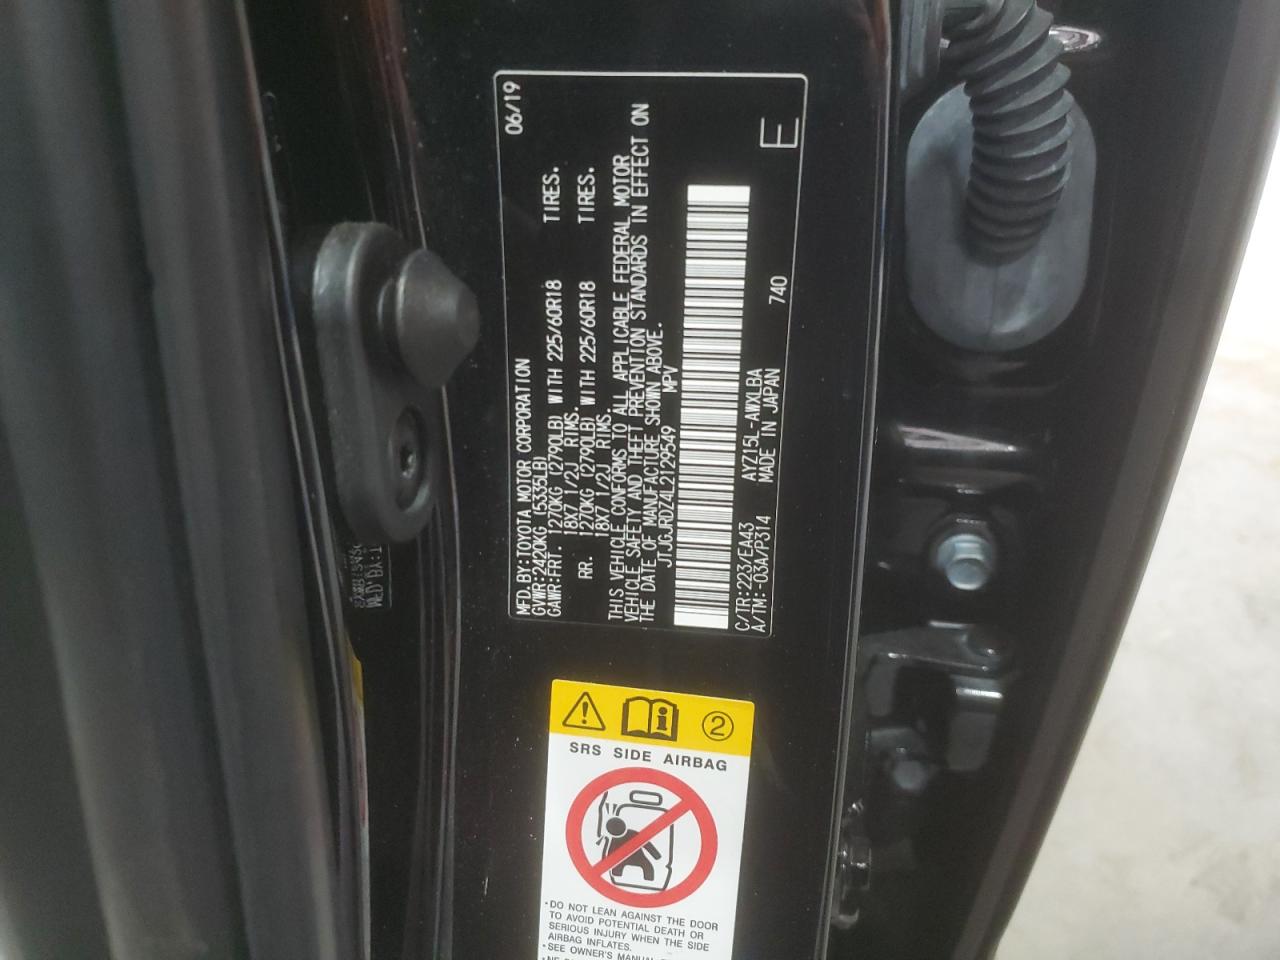 MFD.BY:TOYOTA MOTOR CORPORATION 06/19
GVWR:2420KG (5335LB)
GAWR:FRT. 1270KG (2790LB) WITH 225/60R18 TIRES.
18X7 1/2J RIMS.
RR. 1270KG (2790LB) WITH 225/60R18 TIRES.
18X7 1/2J RIMS.
THIS VEHICLE CONFORMS TO ALL APPLICABLE FEDERAL MOTOR
VEHICLE SAFETY AND THEFT PREVENTION STANDARDS IN EFFECT ON
THE DATE OF MANUFACTURE SHOWN ABOVE.
JTJGJRDZ4L2129549 MPV
C/TR:223/EA43 AYZ15L-AWXLBA 740 E
A/TM:-03A/P314 MADE IN JAPAN
2
SRS SIDE AIRBAG
·DO NOT LEAN AGAINST THE DOOR
TO AVOID POTENTIAL DEATH OR
SERIOUS INJURY WHEN THE SIDE
AIRBAG INFLATES.
·SEE OWNER'S MANUAL